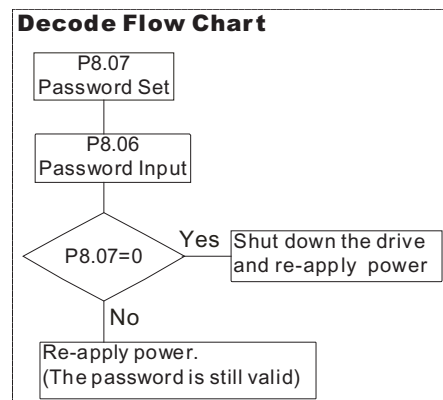 Decode Flow Chart
P8.07
Password Set
P8.06
Password Input
P8.07=0
Yes
Shut down the drive
and re-apply power
No
Re-apply power.
(The password is still valid)